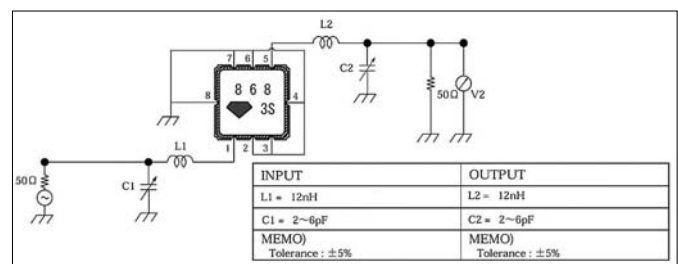 L2
7 6 5
C2
8 6 8
8
4
3S
50Ω
V2
1 2 3
L1
50Ω
C1
INPUT OUTPUT
L1 = 12nH L2 = 12nH
C1 = 2~6pF C2 = 2~6pF
MEMO) MEMO)
Tolerance : ±5% Tolerance : ±5%